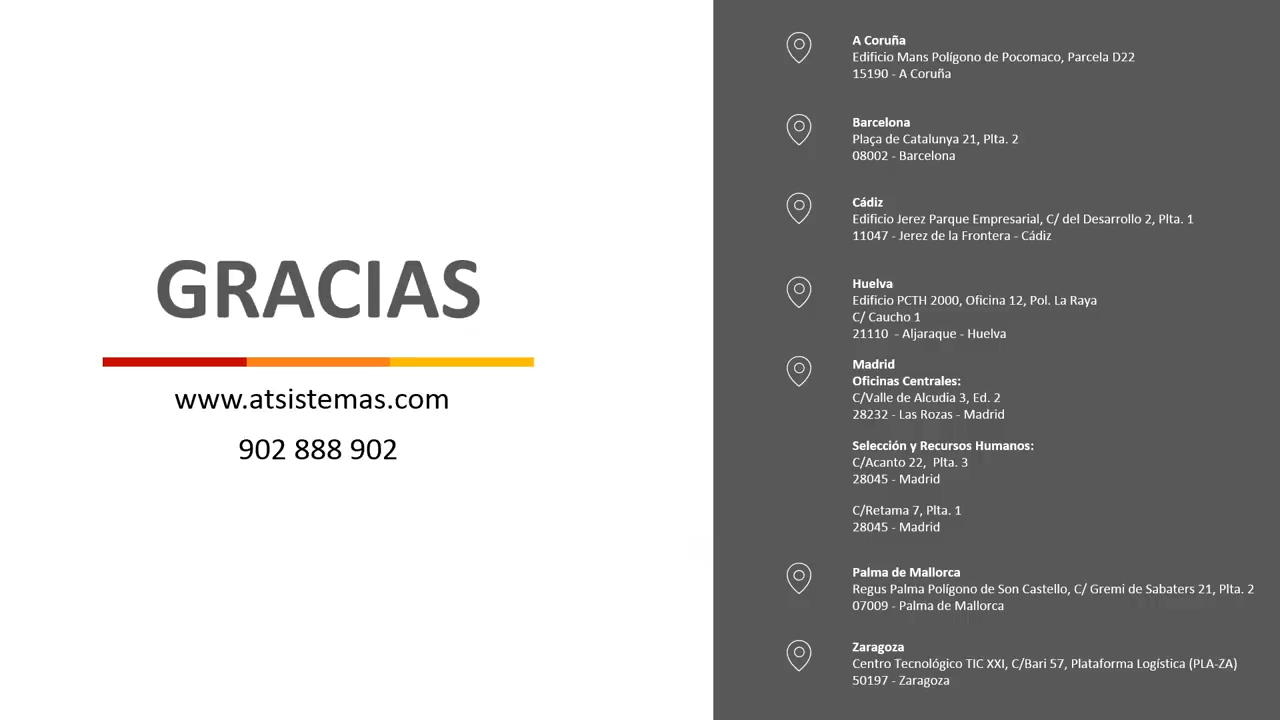 GRACIAS
www.atsistemas.com
902 888 902
A Coruña
Edificio Mans Polígono de Pocomaco, Parcela D22
15190 - A Coruña
Barcelona
Plaça de Catalunya 21, Plta. 2
08002 - Barcelona
Cádiz
Edificio Jerez Parque Empresarial, C/ del Desarrollo 2, Plta. 1
11047 - Jerez de la Frontera - Cádiz
Huelva
Edificio PCTH 2000, Oficina 12, Pol. La Raya
C/ Caucho 1
21110 - Aljaraque - Huelva
Madrid
Oficinas Centrales:
C/Valle de Alcudia 3, Ed. 2
28232 - Las Rozas - Madrid
Selección y Recursos Humanos:
C/Acanto 22, Plta. 3
28045 - Madrid
C/Retama 7, Plta. 1
28045 - Madrid
Palma de Mallorca
Regus Palma Polígono de Son Castello, C/ Gremi de Sabaters 21, Plta. 2
07009 - Palma de Mallorca
Zaragoza
Centro Tecnológico TIC XXI, C/Bari 57, Plataforma Logística (PLA-ZA)
50197 - Zaragoza